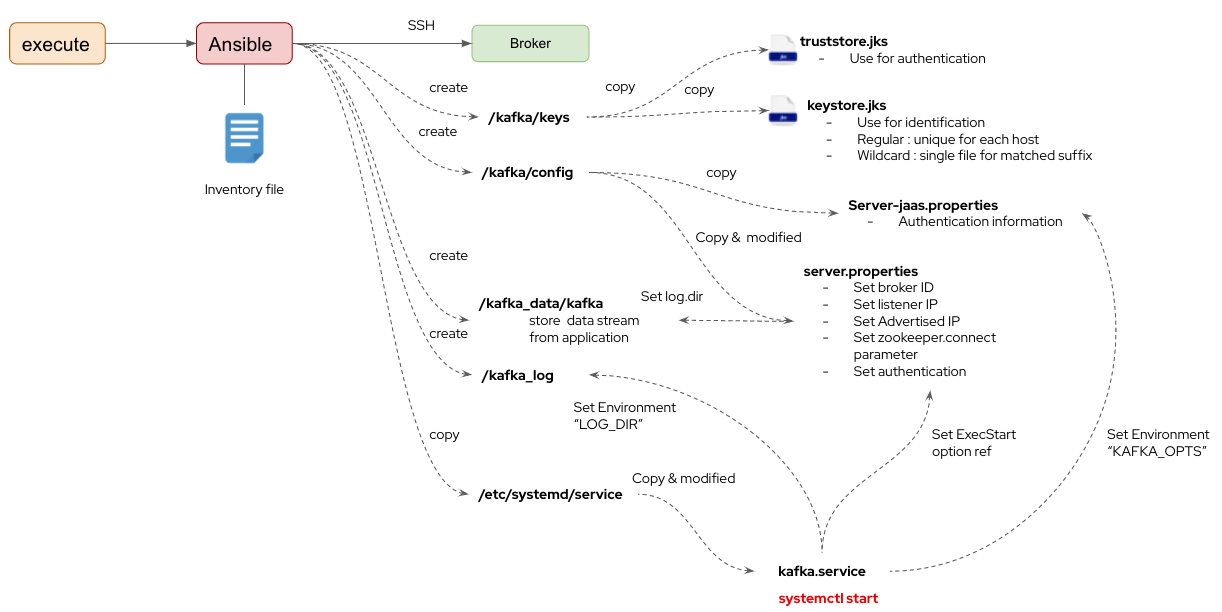 execute
Ansible
SSH
Broker
Inventory file
create
/kafka/keys
copy
copy
truststore.jks
- Use for authentication
keystore.jks
- Use for identification
- Regular : unique for each host
- Wildcard : single file for matched suffix
create
/kafka/config
copy
Server-jaas.properties
- Authentication information
Copy & modified
server.properties
- Set broker ID
- Set listener IP
- Set Advertised IP
- Set zookeeper.connect
parameter
- Set authentication
create
/kafka_data/kafka
store data stream
from application
Set log.dir
create
/kafka_log
Set Environment
“LOG_DIR”
Set ExecStart
option ref
Set Environment
“KAFKA_OPTS”
copy
/etc/systemd/service
Copy & modified
kafka.service
systemctl start